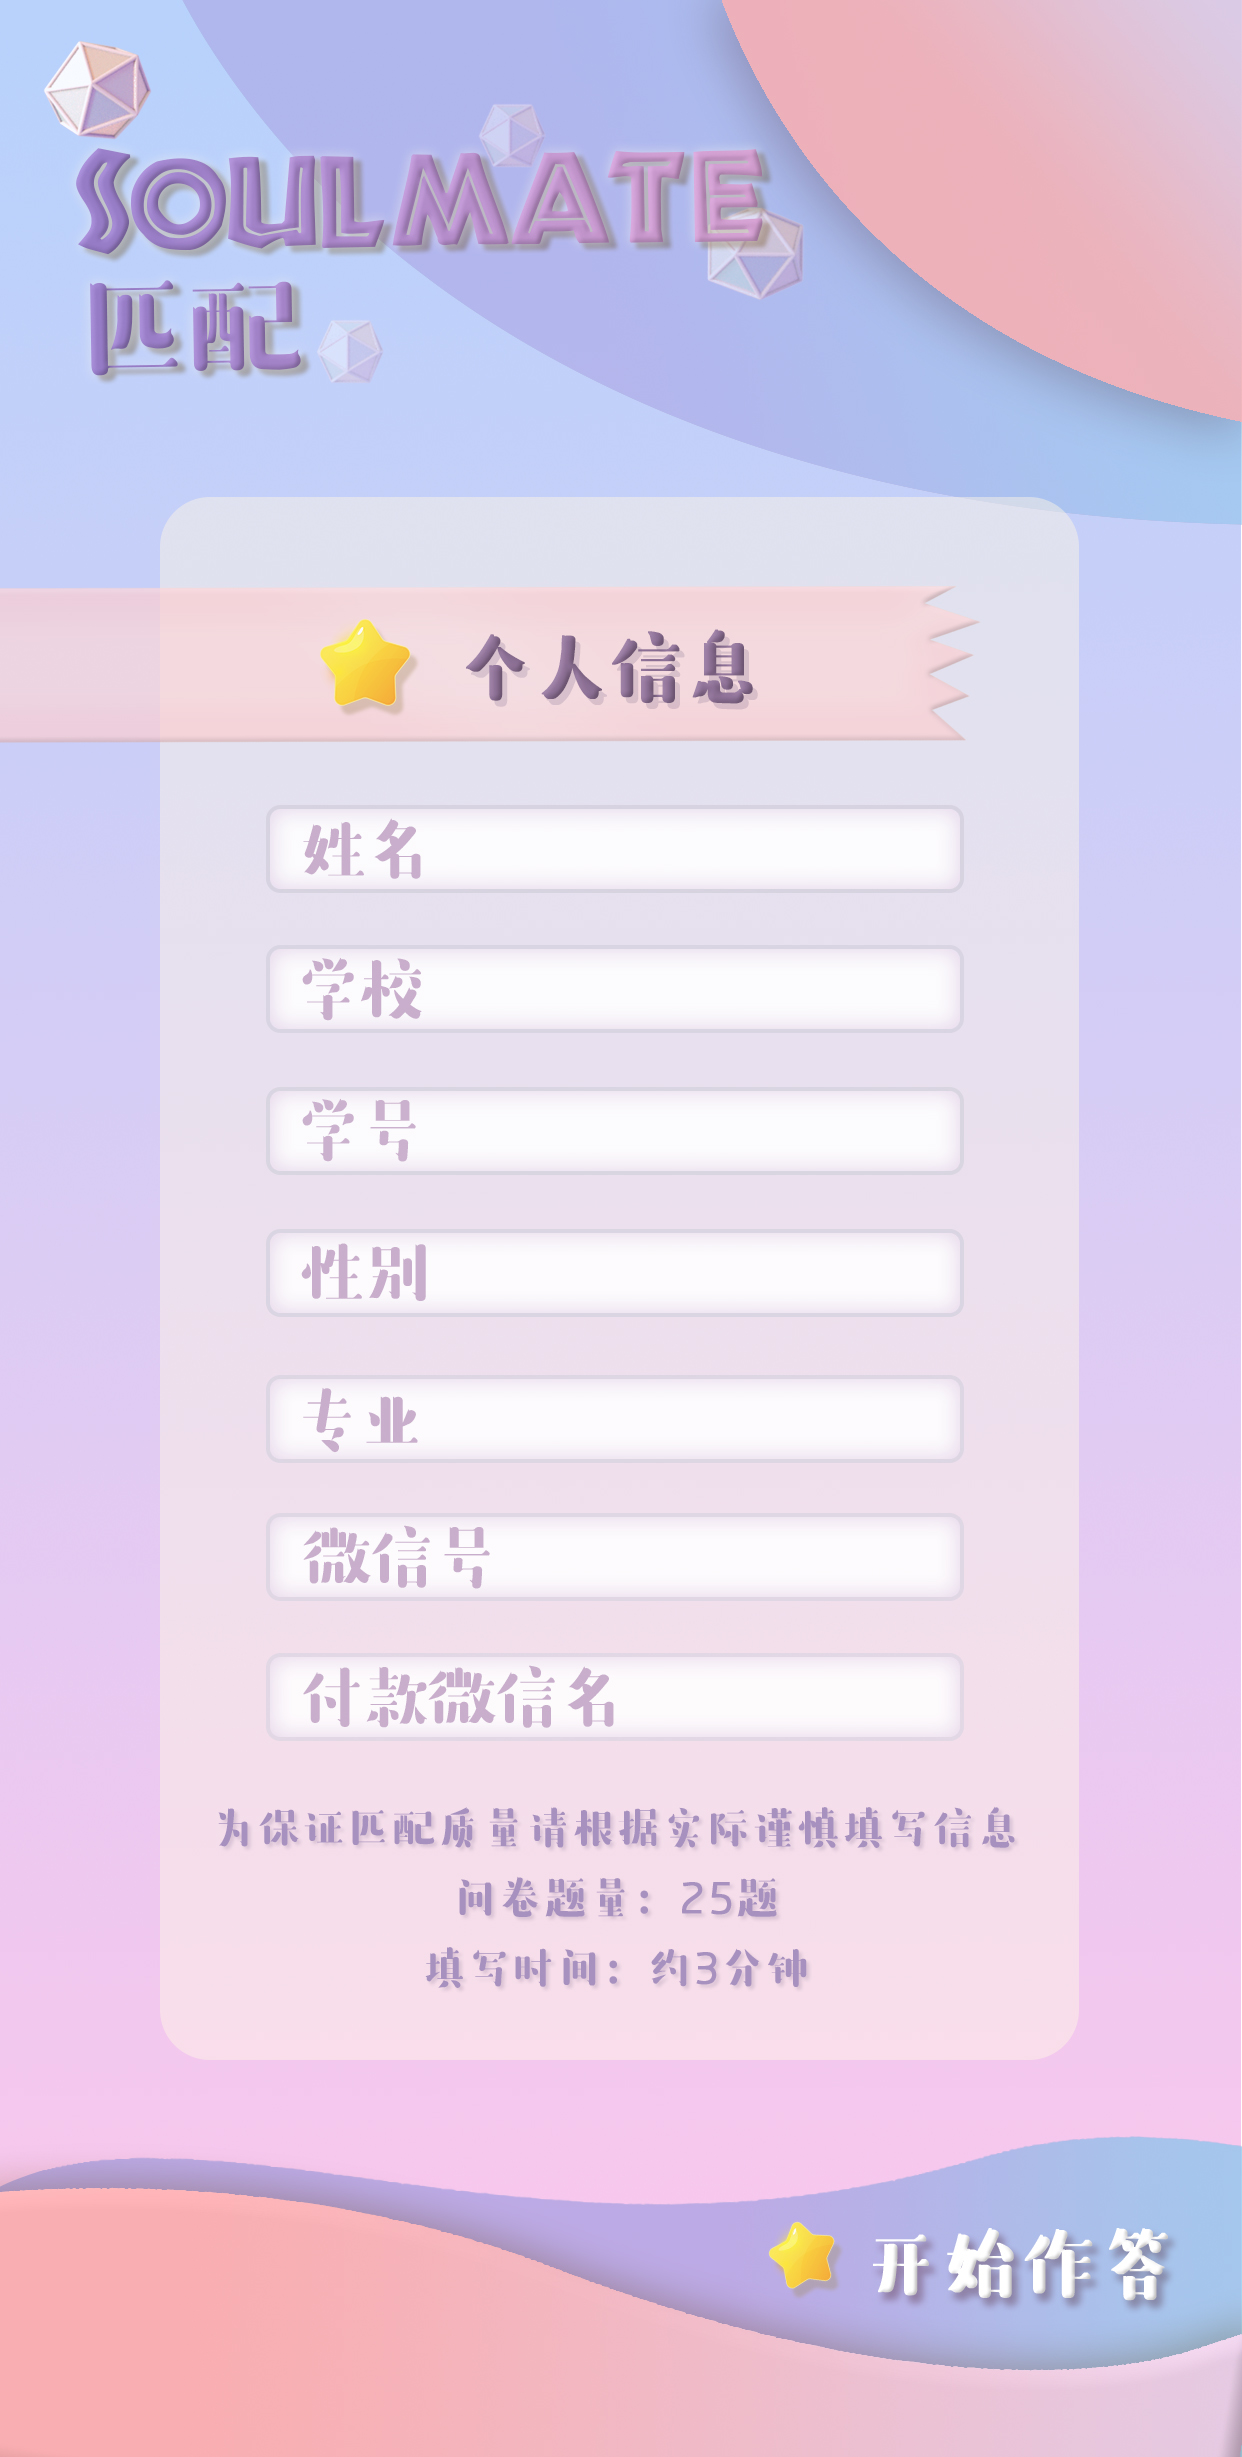 SOULMATE
匹配
个人信息
姓名
学校
学号
性别
专业
微信号
付款微信名
为保证匹配质量请根据实际谨慎填写信息
问卷题量：25题
填写时间：约3分钟
开始作答